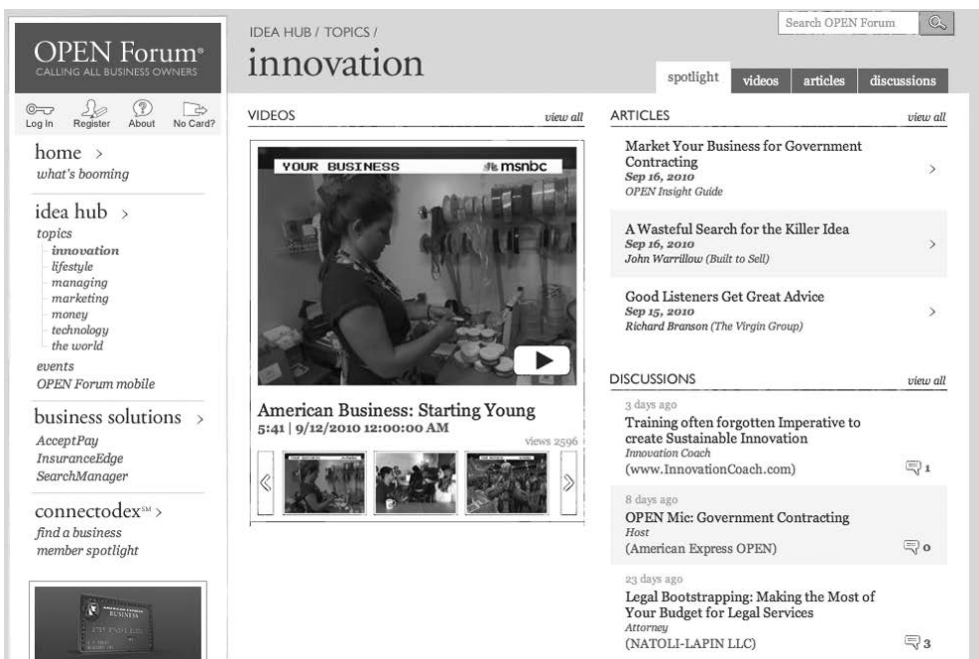 OPEN Forum®
CALLING ALL BUSINESS OWNERS
Log In
Register
About
No Card?
home >
what's booming
idea hub >
topics
innovation
lifestyle
managing
marketing
money
technology
the world
events
OPEN Forum mobile
business solutions >
AcceptPay
InsuranceEdge
SearchManager
connectodex℠ >
find a business
member spotlight
AMERICAN EXPRESS
BUSINESS
IDEA HUB / TOPICS /
innovation
Search OPEN Forum
spotlight
videos
articles
discussions
VIDEOS
view all
YOUR BUSINESS
msnbc
American Business: Starting Young
5:41 | 9/12/2010 12:00:00 AM
views 2596
ARTICLES
view all
Market Your Business for Government
Contracting
Sep 16, 2010
OPEN Insight Guide
A Wasteful Search for the Killer Idea
Sep 16, 2010
John Warrillow (Built to Sell)
Good Listeners Get Great Advice
Sep 15, 2010
Richard Branson (The Virgin Group)
DISCUSSIONS
view all
3 days ago
Training often forgotten Imperative to
create Sustainable Innovation
Innovation Coach
(www.InnovationCoach.com)
1
8 days ago
OPEN Mic: Government Contracting
Host
(American Express OPEN)
0
23 days ago
Legal Bootstrapping: Making the Most of
Your Budget for Legal Services
Attorney
(NATOLI-LAPIN LLC)
3